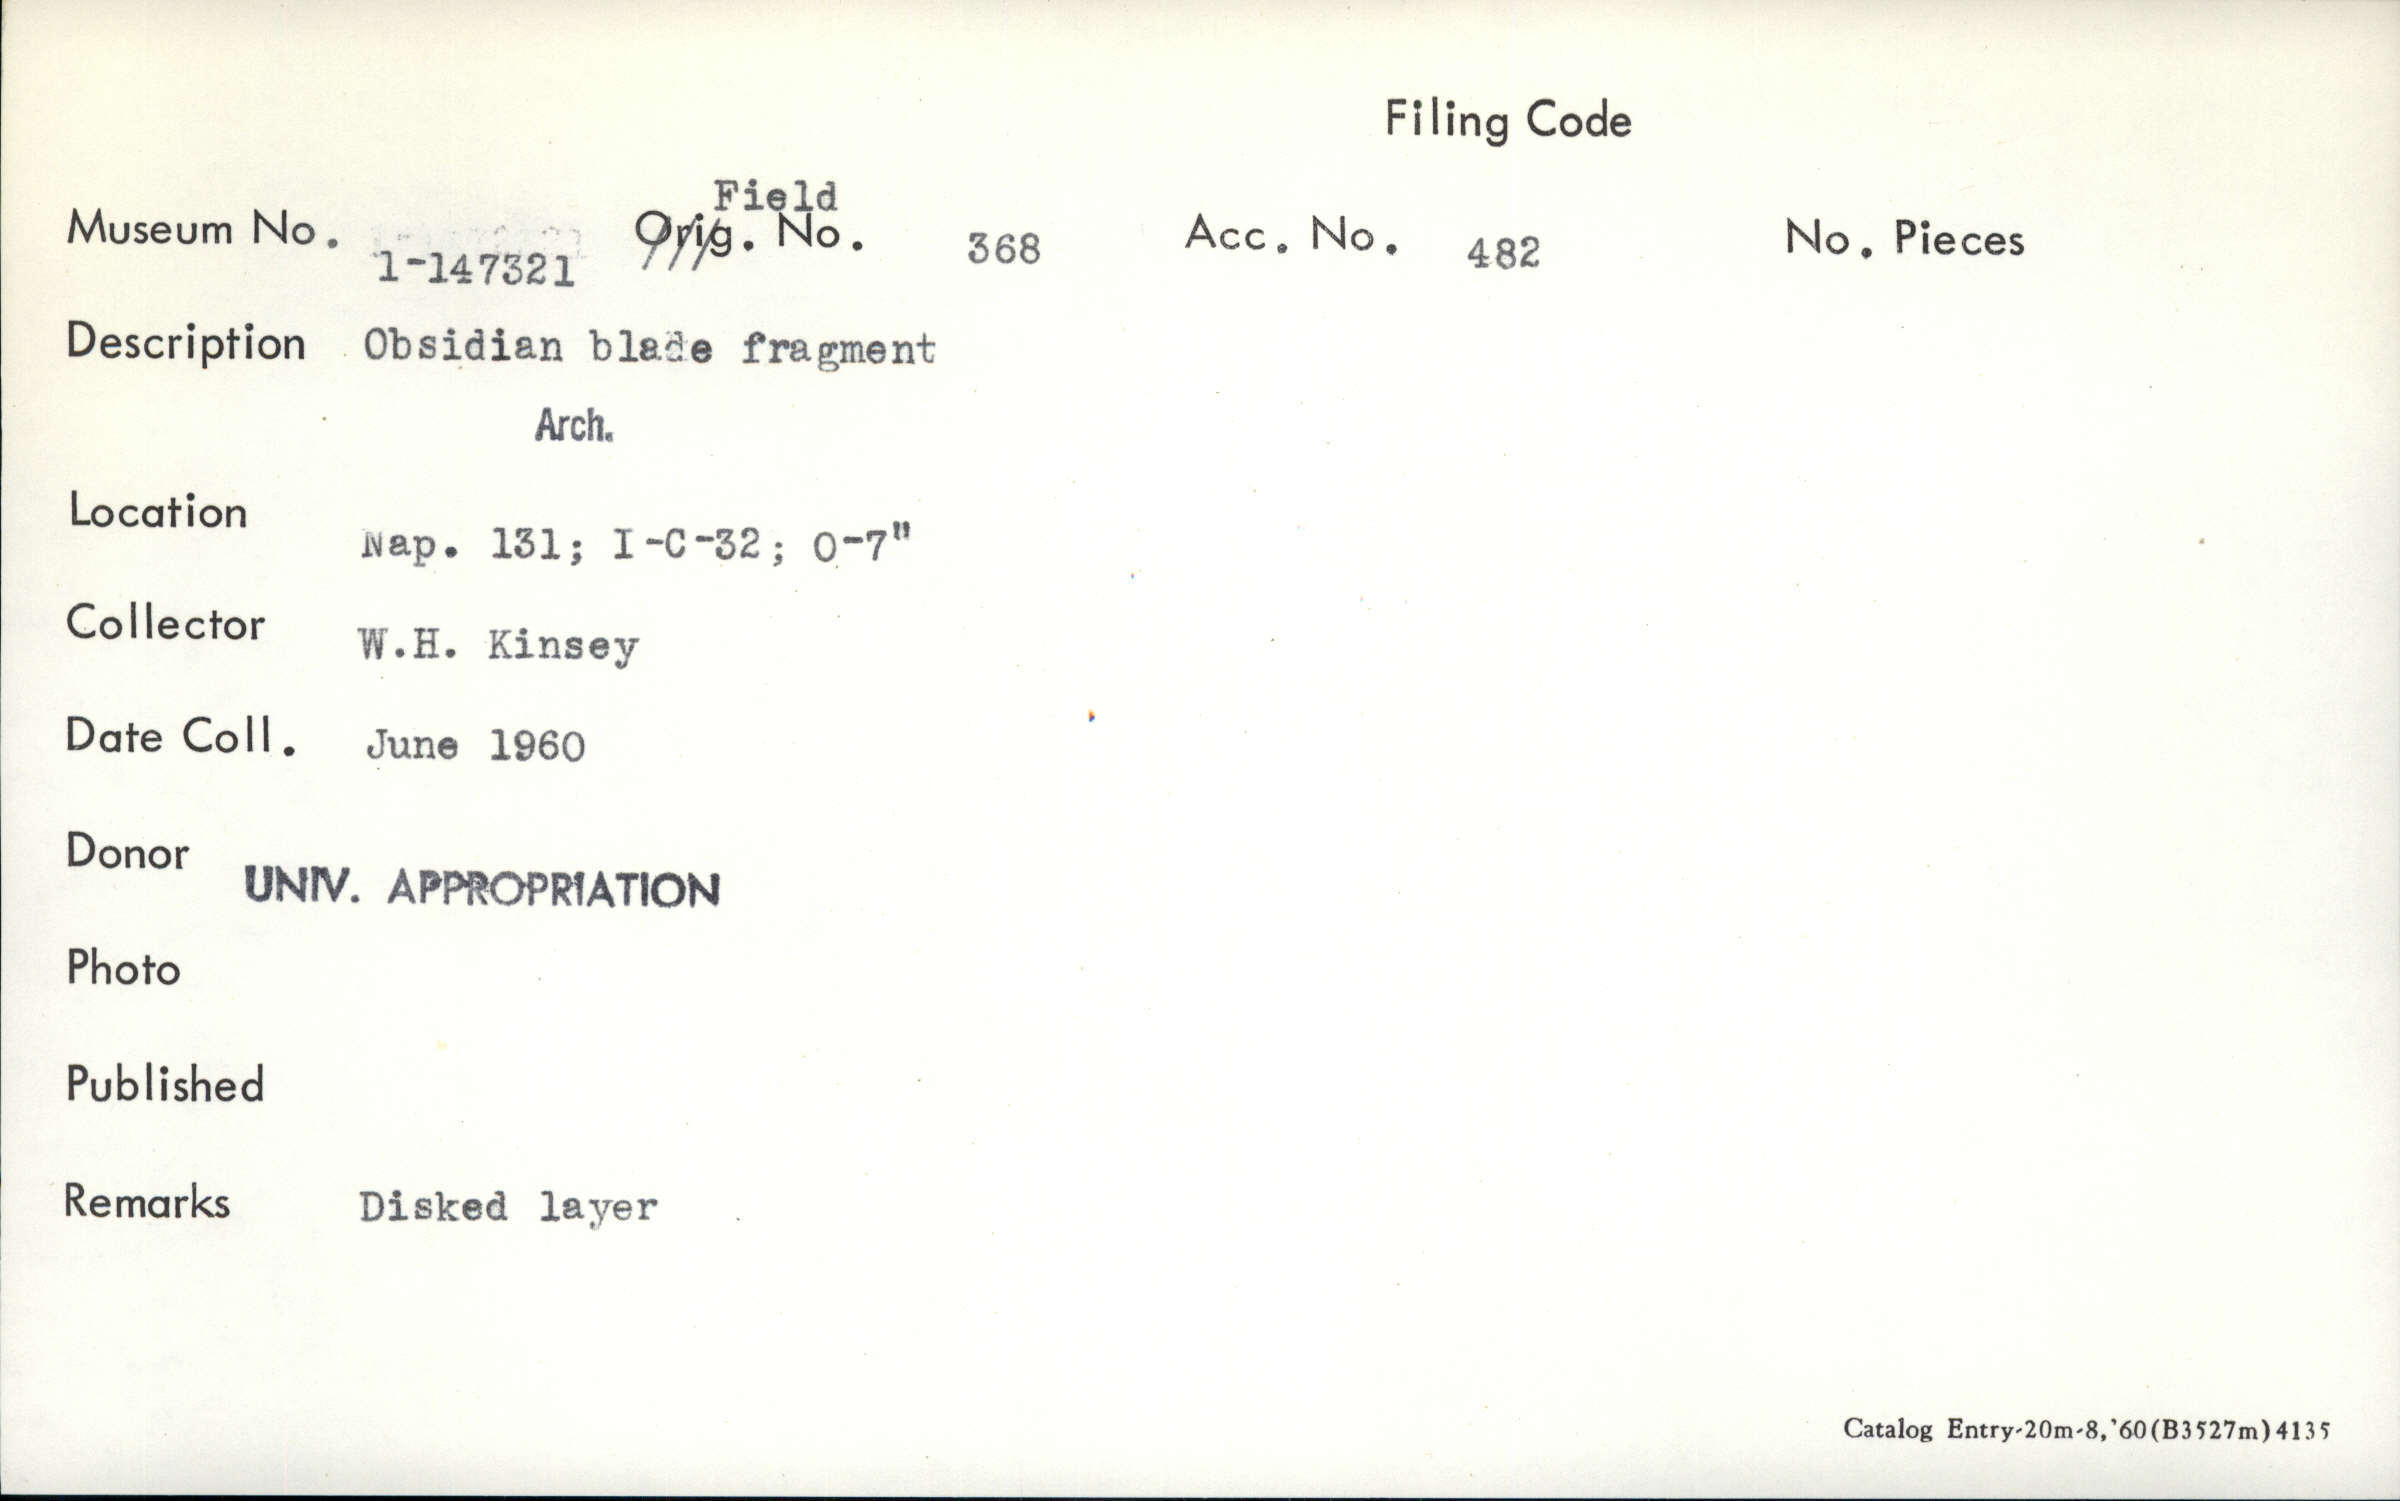 Filing Code
Field
Museum No. 1-147321 Orig. No. 368 Acc. No. 482 No. Pieces
Description Obsidian blade fragment
Arch.
Location Nap. 131; I-C-32; 0-7"
Collector W.H. Kinsey
Date Coll. June 1960
Donor UNIV. APPROPRIATION
Photo
Published
Remarks Disked layer
Catalog Entry-20m-8,'60(B3527m)4135